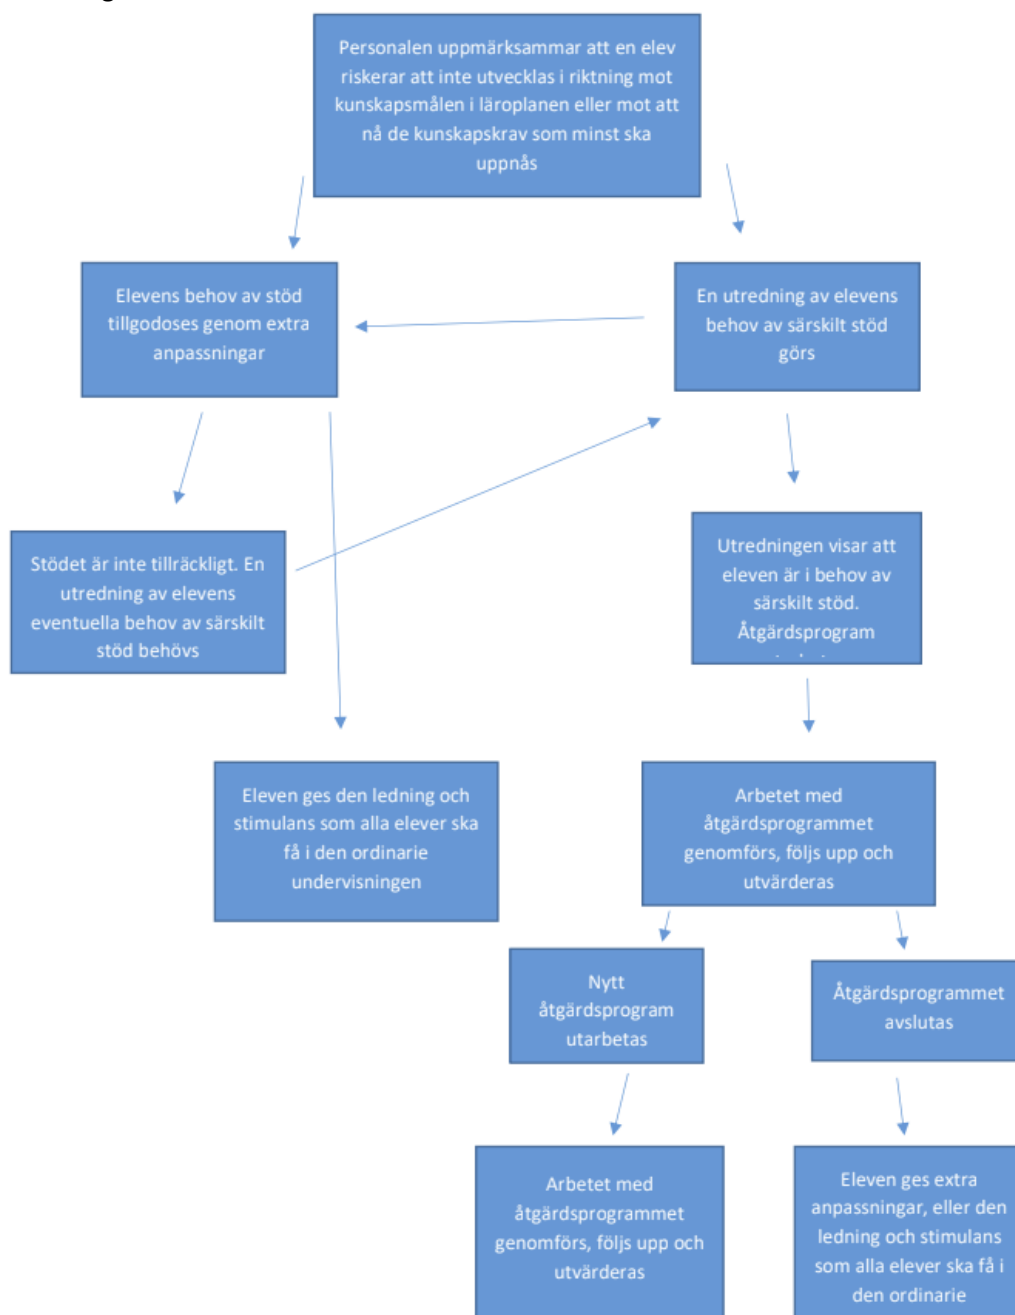 Personalen uppmärksammar att en elev
riskerar att inte utvecklas i riktning mot
kunskapsmålen i läroplanen eller mot att
nå de kunskapskrav som minst ska
uppnås
Elevens behov av stöd
tillgodoses genom extra
anpassningar
En utredning av elevens
behov av särskilt stöd
görs
Stödet är inte tillräckligt. En
utredning av elevens
eventuella behov av särskilt
stöd behövs
Utredningen visar att
eleven är i behov av
särskilt stöd.
Åtgärdsprogram
Eleven ges den ledning och
stimulans som alla elever ska
få i den ordinarie
undervisningen
Arbetet med
åtgärdsprogrammet
genomförs, följs upp och
utvärderas
Nytt
åtgärdsprogram
utarbetas
Åtgärdsprogrammet
avslutas
Arbetet med
åtgärdsprogrammet
genomförs, följs upp och
utvärderas
Eleven ges extra
anpassningar, eller den
ledning och stimulans
som alla elever ska få i
den ordinarie